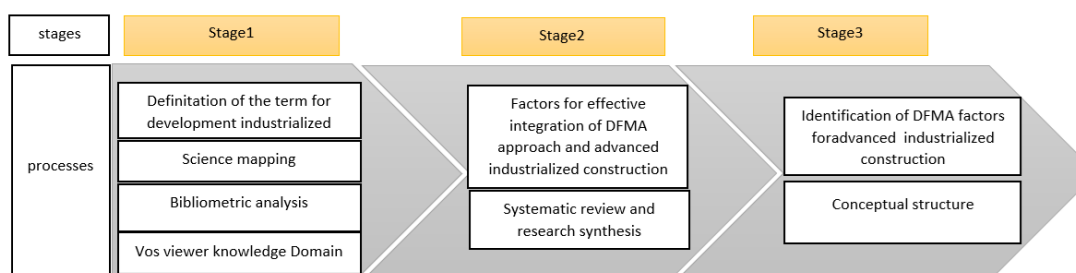 stages
Stage1
Stage2
Stage3
processes
Definitation of the term for
development industrialized
Science mapping
Bibliometric analysis
Vos viewer knowledge Domain
Factors for effective
integration of DFMA
approach and advanced
industrialized construction
Systematic review and
research synthesis
Identification of DFMA factors
foradvanced industrialized
construction
Conceptual structure